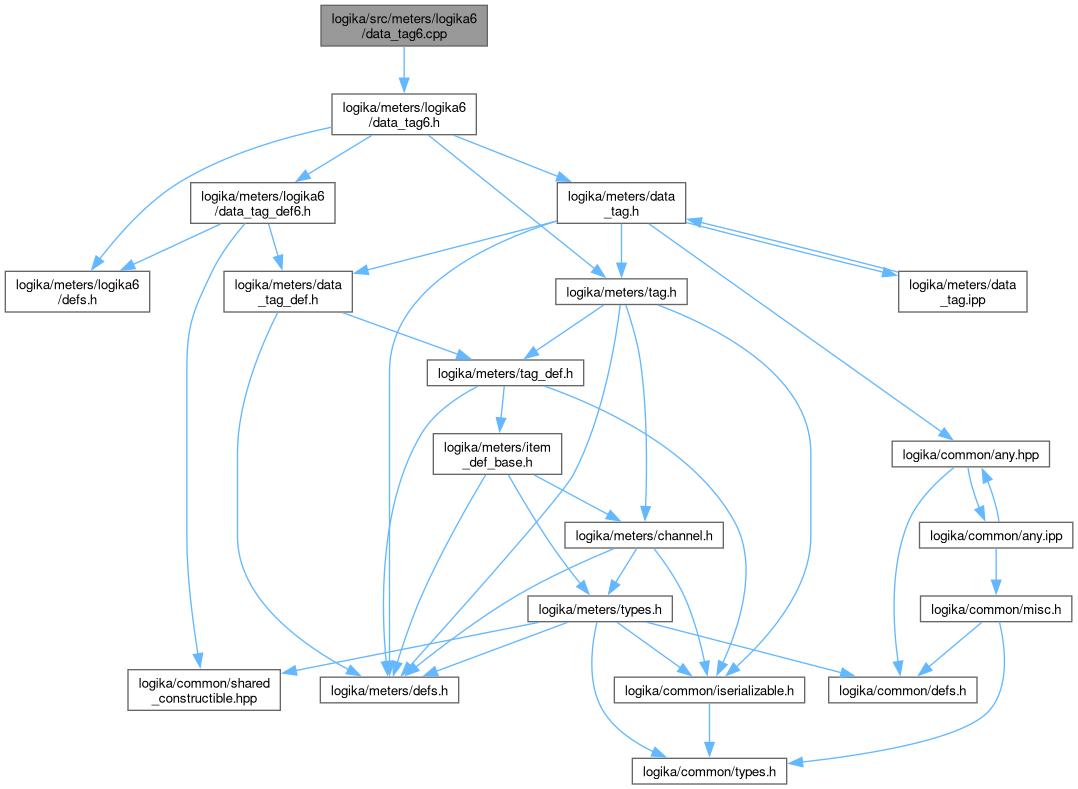 logika/src/meters/logika6
/data_tag6.cpp
logika/meters/logika6
/data_tag6.h
logika/meters/logika6
/data_tag_def6.h
logika/meters/data
_tag.h
logika/meters/logika6
/defs.h
logika/meters/data
_tag_def.h
logika/meters/tag.h
logika/meters/data
_tag.ipp
logika/meters/tag_def.h
logika/meters/item
_def_base.h
logika/common/any.hpp
logika/meters/channel.h
logika/common/any.ipp
logika/meters/types.h
logika/common/misc.h
logika/common/shared
_constructible.hpp
logika/meters/defs.h
logika/common/iserializable.h
logika/common/defs.h
logika/common/types.h